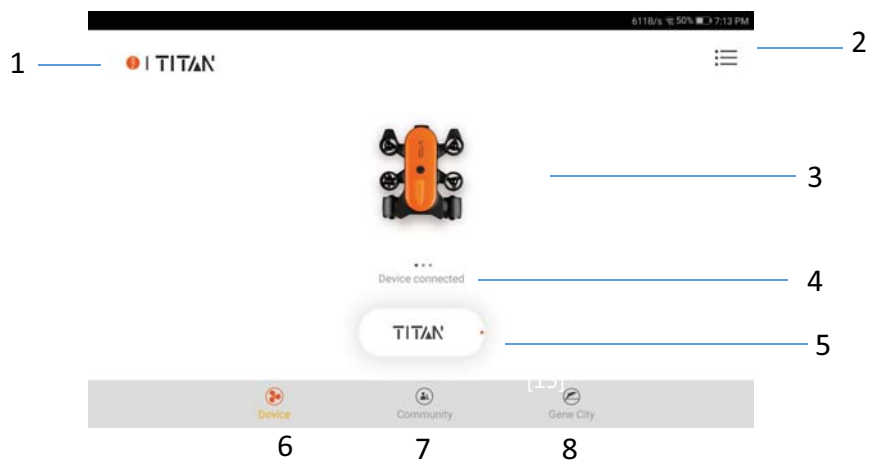 611B/s 50% 7:13 PM
1
TITAN
2
3
Device connected
4
TITAN
5
[15]
Device
Community
Gene City
6
7
8